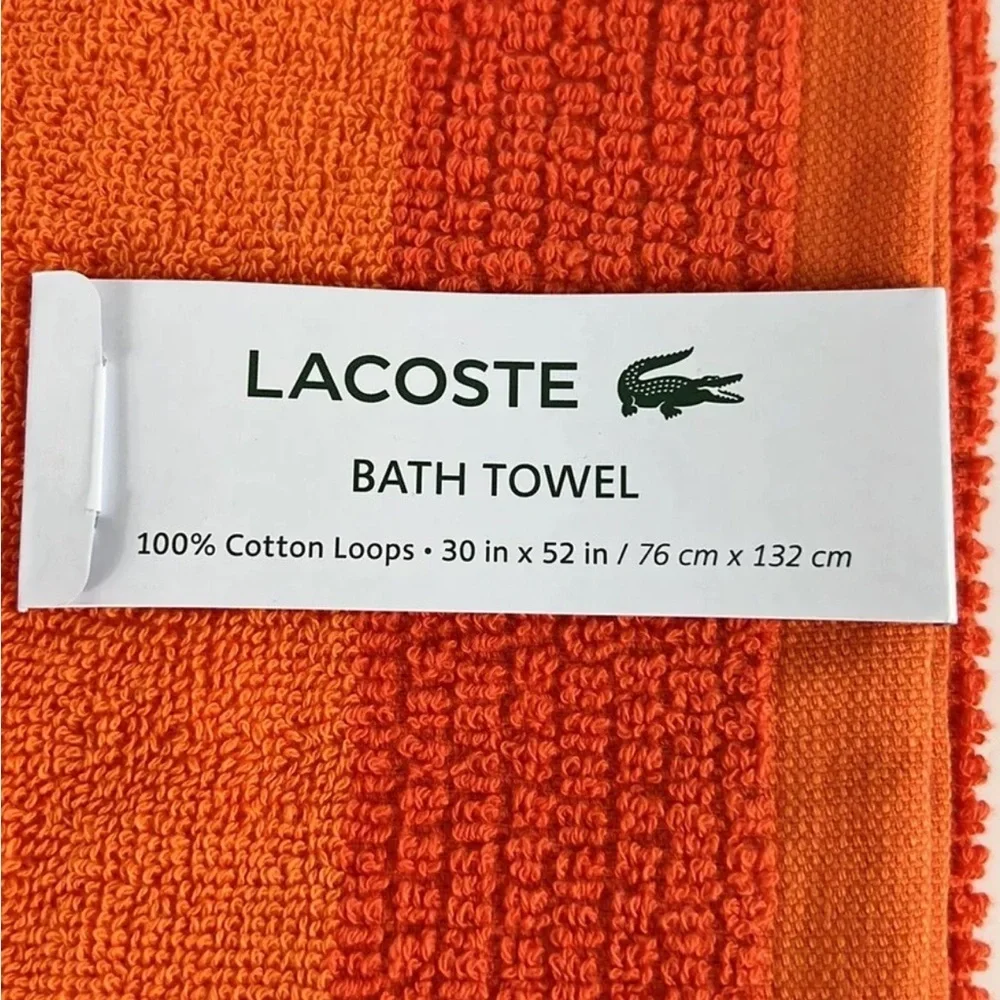 LACOSTE
BATH TOWEL
100% Cotton Loops • 30 in x 52 in / 76 cm x 132 cm